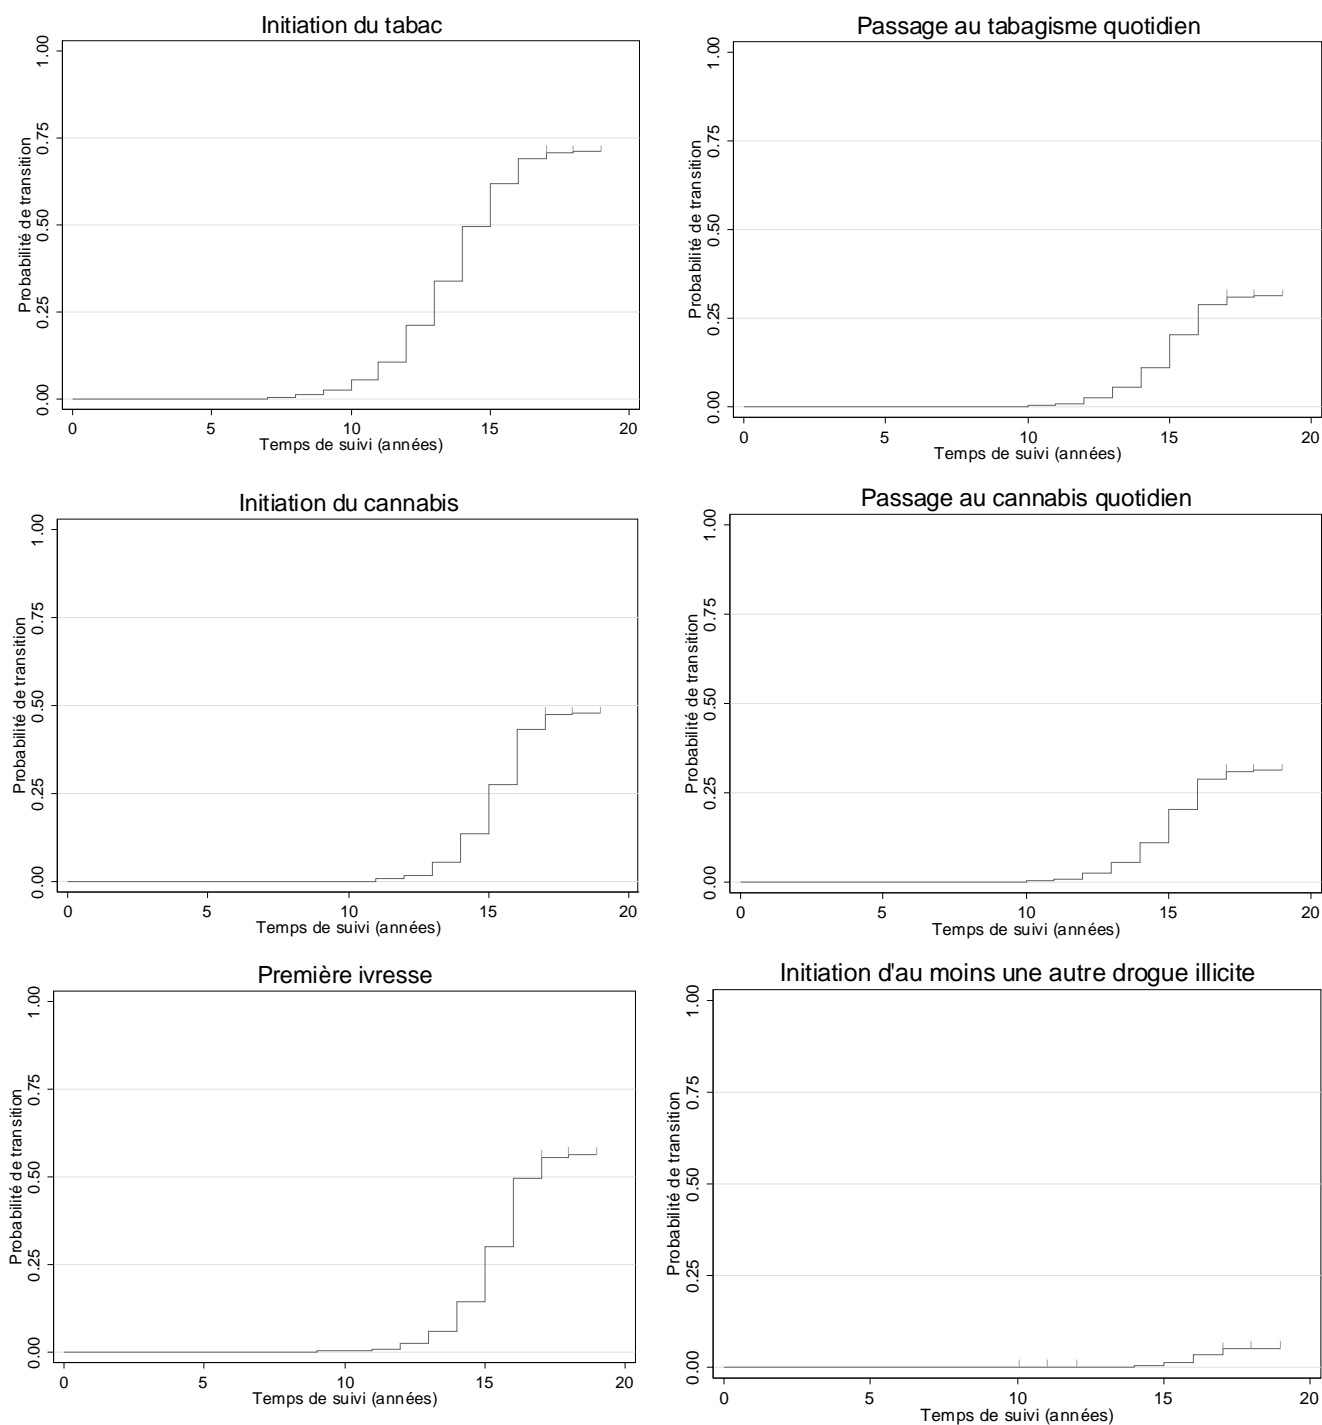 Initiation du tabac
Probabilité de transition
1.00
0.75
0.50
0.25
0.00
0 5 10 15 20
Temps de suivi (années)
Passage au tabagisme quotidien
Probabilité de transition
1.00
0.75
0.50
0.25
0.00
0 5 10 15 20
Temps de suivi (années)
Initiation du cannabis
Probabilité de transition
1.00
0.75
0.50
0.25
0.00
0 5 10 15 20
Temps de suivi (années)
Passage au cannabis quotidien
Probabilité de transition
1.00
0.75
0.50
0.25
0.00
0 5 10 15 20
Temps de suivi (années)
Première ivresse
Probabilité de transition
1.00
0.75
0.50
0.25
0.00
0 5 10 15 20
Temps de suivi (années)
Initiation d'au moins une autre drogue illicite
Probabilité de transition
1.00
0.75
0.50
0.25
0.00
0 5 10 15 20
Temps de suivi (années)